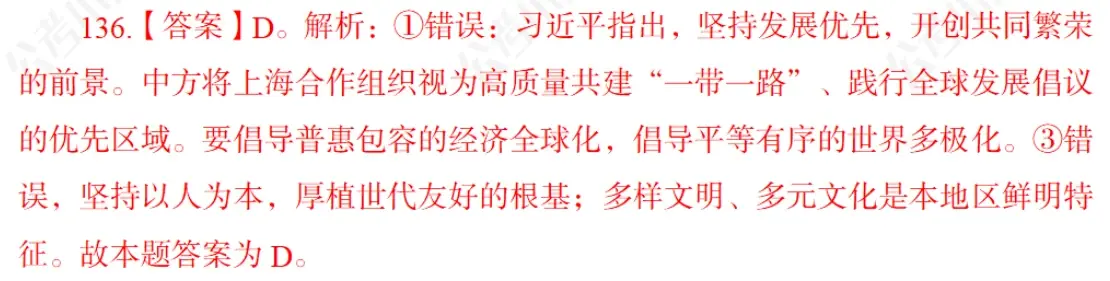 136.【答案】D。解析：①错误：习近平指出，坚持发展优先，开创共同繁荣
的前景。中方将上海合作组织视为高质量共建“一带一路”、践行全球发展倡议
的优先区域。要倡导普惠包容的经济全球化，倡导平等有序的世界多极化。③错
误，坚持以人为本，厚植世代友好的根基；多样文明、多元文化是本地区鲜明特
征。故本题答案为 D。